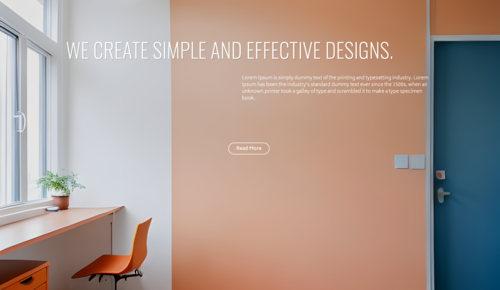 WE CREATE SIMPLE AND EFFECTIVE DESIGNS.
Lorem Ipsum is simply dummy text of the printing and typesetting industry. Lorem
Ipsum has been the industry's standard dummy text ever since the 1500s, when an
unknown printer took a galley of type and scrambled it to make a type specimen
book.
Read More